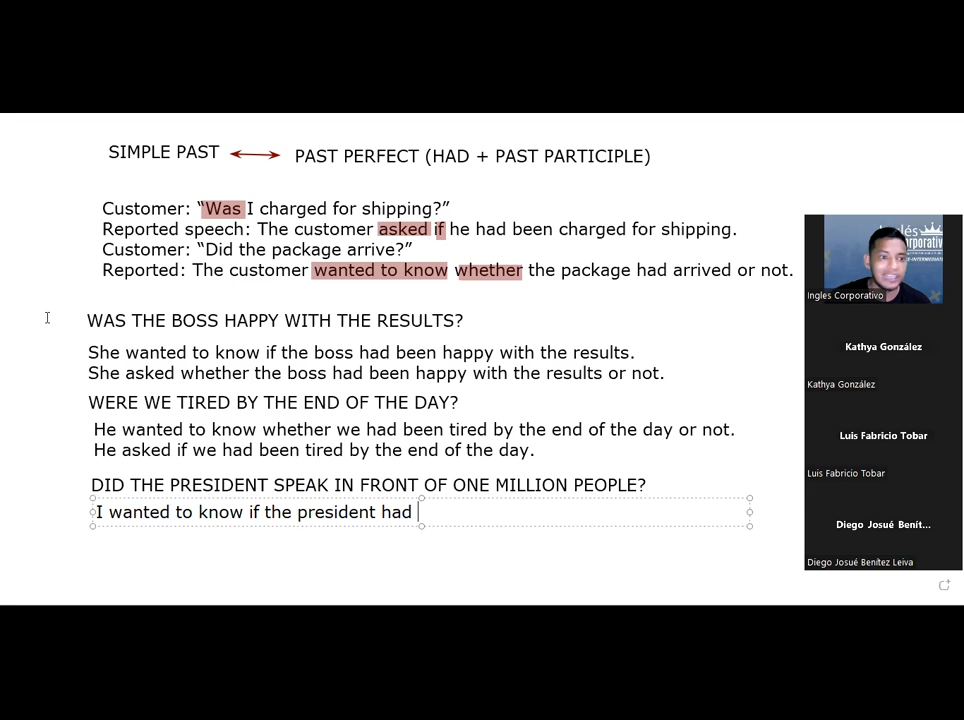 SIMPLE PAST
PAST PERFECT (HAD + PAST PARTICIPLE)
Customer: “Was I charged for shipping?”
Reported speech: The customer asked if he had been charged for shipping.
Customer: “Did the package arrive?”
Reported: The customer wanted to know whether the package had arrived or not.
WAS THE BOSS HAPPY WITH THE RESULTS?
She wanted to know if the boss had been happy with the results.
She asked whether the boss had been happy with the results or not.
WERE WE TIRED BY THE END OF THE DAY?
He wanted to know whether we had been tired by the end of the day or not.
He asked if we had been tired by the end of the day.
DID THE PRESIDENT SPEAK IN FRONT OF ONE MILLION PEOPLE?
I wanted to know if the president had
Ingles Corporativo
Kathya González
Kathya González
Luis Fabricio Tobar
Luis Fabricio Tobar
Diego Josué Benít...
Diego Josué Benítez Leiva